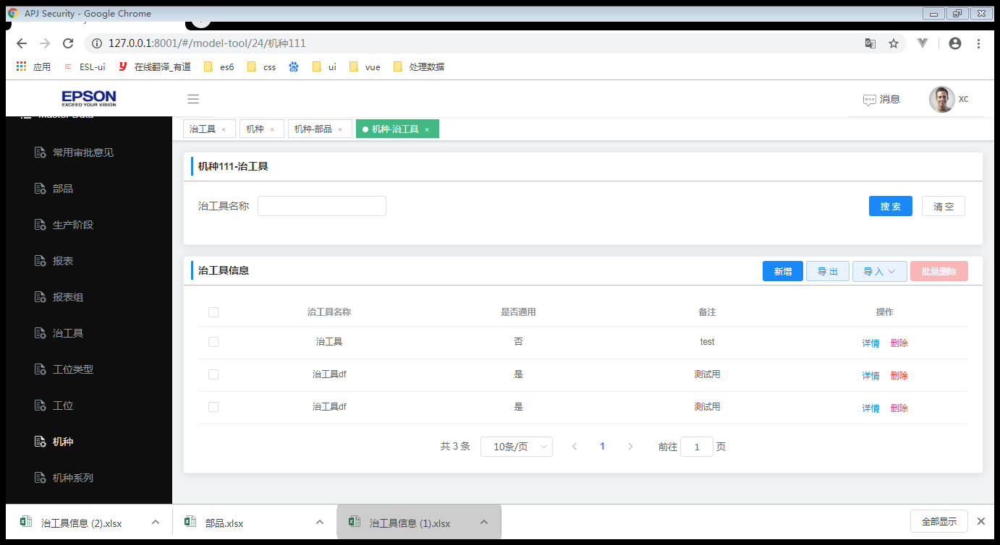 APJ Security - Google Chrome
127.0.0.1:8001/#/model-tool/24/机种111
应用 ESL-ui 在线翻译_有道 es6 css ui vue 处理数据
EPSON
EXCEED YOUR VISION
消息 xc
Master Data
治工具 × 机种 × 机种-部品 × 机种-治工具 ×
常用审批意见
部品
生产阶段
报表
报表组
治工具
工位类型
工位
机种
机种系列
机种111-治工具
治工具名称 搜 索 清 空
治工具信息 新增 导 出 导 入 批量删除
治工具名称 是否通用 备注 操作
治工具 否 test 详情 删除
治工具df 是 测试用 详情 删除
治工具df 是 测试用 详情 删除
共 3 条 10条/页 1 前往 1 页
治工具信息 (2).xlsx 部品.xlsx 治工具信息 (1).xlsx 全部显示